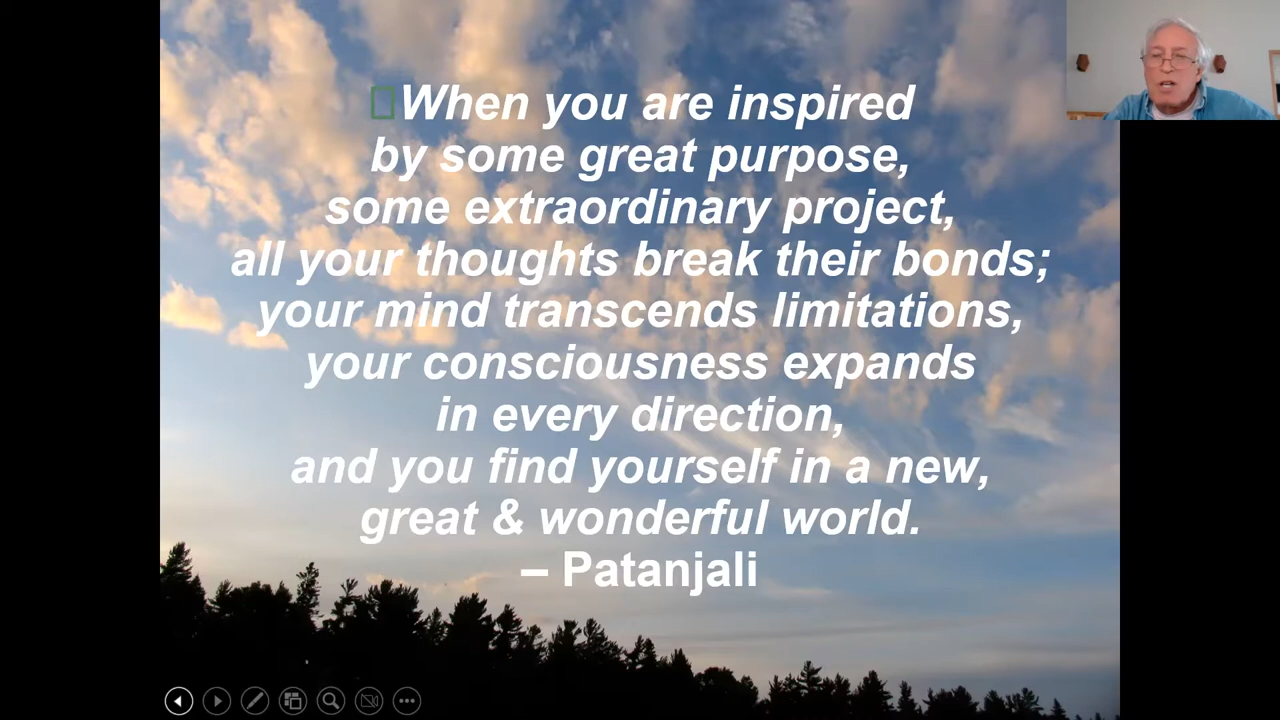 When you are inspired
by some great purpose,
some extraordinary project,
all your thoughts break their bonds;
your mind transcends limitations,
your consciousness expands
in every direction,
and you find yourself in a new,
great & wonderful world.
– Patanjali